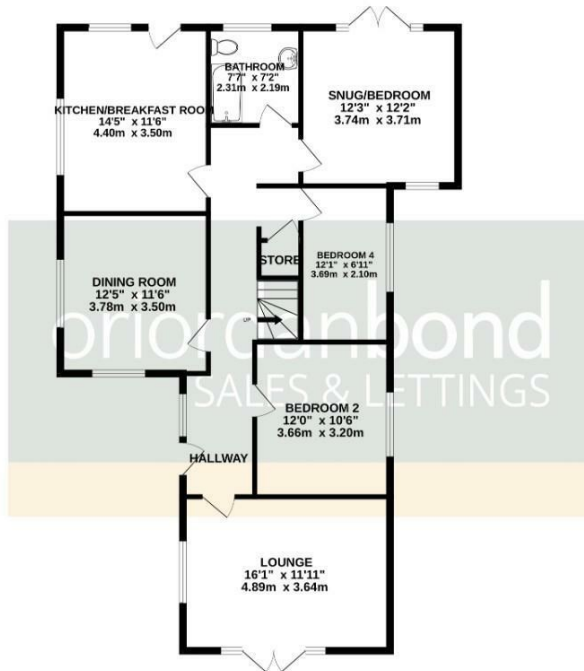 BATHROOM
7'7" x 7'2"
2.31m x 2.19m
SNUG/BEDROOM
12'3" x 12'2"
3.74m x 3.71m
KITCHEN/BREAKFAST ROOM
14'5" x 11'6"
4.40m x 3.50m
STORE
BEDROOM 4
12'1" x 6'11"
3.69m x 2.10m
DINING ROOM
12'5" x 11'6"
3.78m x 3.50m
UP
oriordanbond
SALES & LETTINGS
BEDROOM 2
12'0" x 10'6"
3.66m x 3.20m
HALLWAY
LOUNGE
16'1" x 11'11"
4.89m x 3.64m